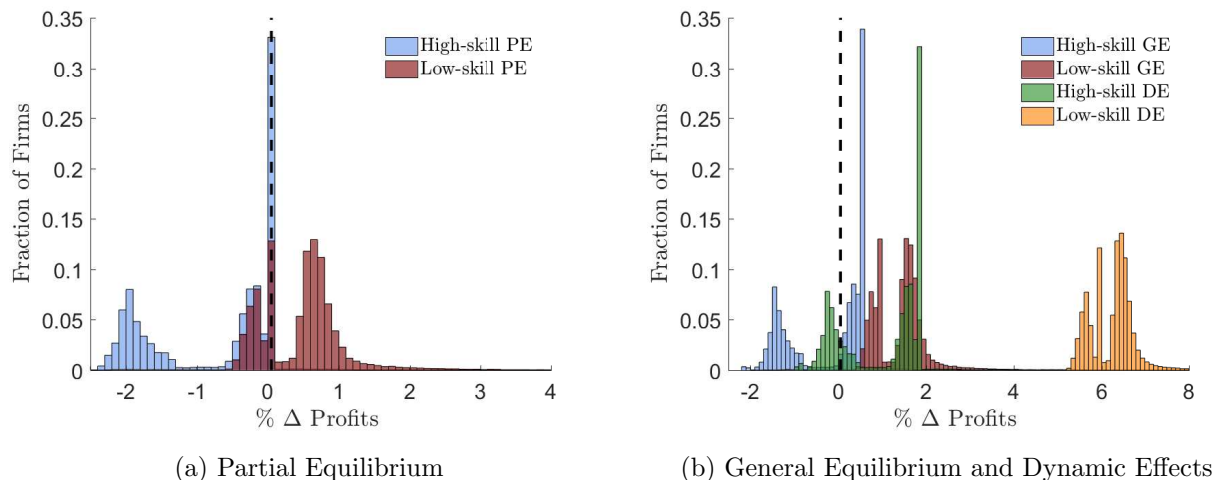 0.35
0.3
0.25
0.2
0.15
0.1
0.05
0
Fraction of Firms
High-skill PE
Low-skill PE
-2 -1 0 1 2 3 4
% Δ Profits
(a) Partial Equilibrium
0.35
0.3
0.25
0.2
0.15
0.1
0.05
0
Fraction of Firms
High-skill GE
Low-skill GE
High-skill DE
Low-skill DE
-2 0 2 4 6 8
% Δ Profits
(b) General Equilibrium and Dynamic Effects